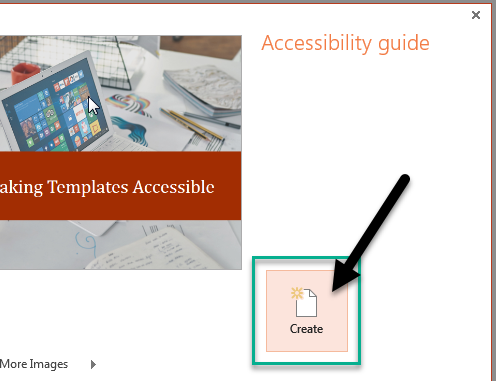 Accessibility guide
aking Templates Accessible
Create
More Images